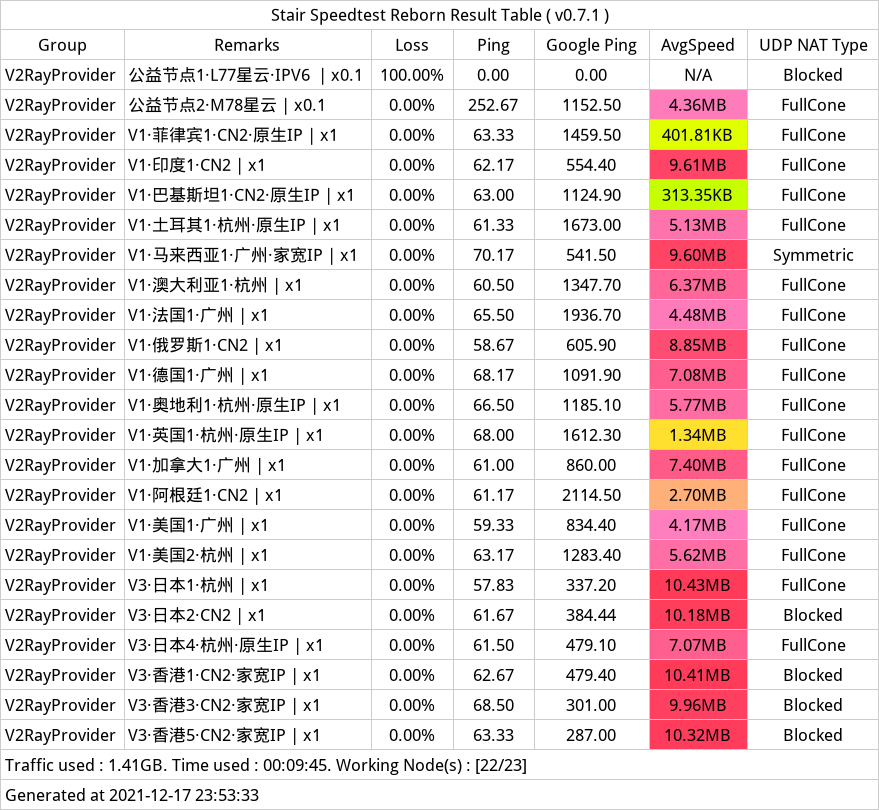 Stair Speedtest Reborn Result Table ( v0.7.1 )
Group Remarks Loss Ping Google Ping AvgSpeed UDP NAT Type
V2RayProvider 公益节点1·L77星云·IPV6 | x0.1 100.00% 0.00 0.00 N/A Blocked
V2RayProvider 公益节点2·M78星云 | x0.1 0.00% 252.67 1152.50 4.36MB FullCone
V2RayProvider V1·菲律宾1·CN2·原生IP | x1 0.00% 63.33 1459.50 401.81KB FullCone
V2RayProvider V1·印度1·CN2 | x1 0.00% 62.17 554.40 9.61MB FullCone
V2RayProvider V1·巴基斯坦1·CN2·原生IP | x1 0.00% 63.00 1124.90 313.35KB FullCone
V2RayProvider V1·土耳其1·杭州·原生IP | x1 0.00% 61.33 1673.00 5.13MB FullCone
V2RayProvider V1·马来西亚1·广州·家宽IP | x1 0.00% 70.17 541.50 9.60MB Symmetric
V2RayProvider V1·澳大利亚1·杭州 | x1 0.00% 60.50 1347.70 6.37MB FullCone
V2RayProvider V1·法国1·广州 | x1 0.00% 65.50 1936.70 4.48MB FullCone
V2RayProvider V1·俄罗斯1·CN2 | x1 0.00% 58.67 605.90 8.85MB FullCone
V2RayProvider V1·德国1·广州 | x1 0.00% 68.17 1091.90 7.08MB FullCone
V2RayProvider V1·奥地利1·杭州·原生IP | x1 0.00% 66.50 1185.10 5.77MB FullCone
V2RayProvider V1·英国1·杭州·原生IP | x1 0.00% 68.00 1612.30 1.34MB FullCone
V2RayProvider V1·加拿大1·广州 | x1 0.00% 61.00 860.00 7.40MB FullCone
V2RayProvider V1·阿根廷1·CN2 | x1 0.00% 61.17 2114.50 2.70MB FullCone
V2RayProvider V1·美国1·广州 | x1 0.00% 59.33 834.40 4.17MB FullCone
V2RayProvider V1·美国2·杭州 | x1 0.00% 63.17 1283.40 5.62MB FullCone
V2RayProvider V3·日本1·杭州 | x1 0.00% 57.83 337.20 10.43MB FullCone
V2RayProvider V3·日本2·CN2 | x1 0.00% 61.67 384.44 10.18MB Blocked
V2RayProvider V3·日本4·杭州·原生IP | x1 0.00% 61.50 479.10 7.07MB FullCone
V2RayProvider V3·香港1·CN2·家宽IP | x1 0.00% 62.67 479.40 10.41MB Blocked
V2RayProvider V3·香港3·CN2·家宽IP | x1 0.00% 68.50 301.00 9.96MB Blocked
V2RayProvider V3·香港5·CN2·家宽IP | x1 0.00% 63.33 287.00 10.32MB Blocked
Traffic used : 1.41GB. Time used : 00:09:45. Working Node(s) : [22/23]
Generated at 2021-12-17 23:53:33